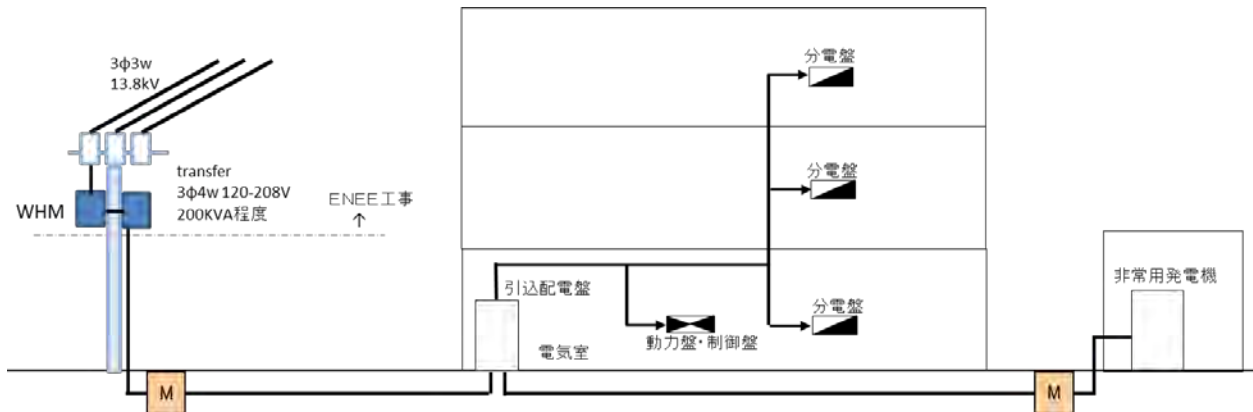 3φ3w
13.8kV
transfer
3φ4w 120-208V
200KVA程度
WHM
ENEE工事
↑
分電盤
分電盤
分電盤
引込配電盤
電気室
動力盤・制御盤
非常用発電機
M
M